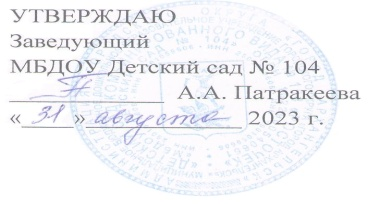 УТВЕРЖДАЮ
Заведующий
МБДОУ Детский сад № 104
А.А. Патракеева
« 31 » августа 2023 г.